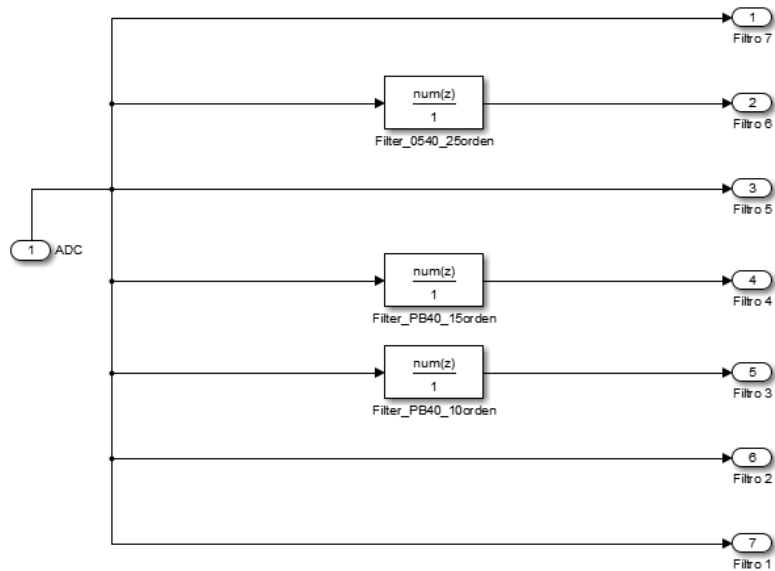 1
Filtro 7
num(z)
1
Filter_0540_25orden
2
Filtro 6
3
Filtro 5
1 ADC
num(z)
1
Filter_PB40_15orden
4
Filtro 4
num(z)
1
Filter_PB40_10orden
5
Filtro 3
6
Filtro 2
7
Filtro 1